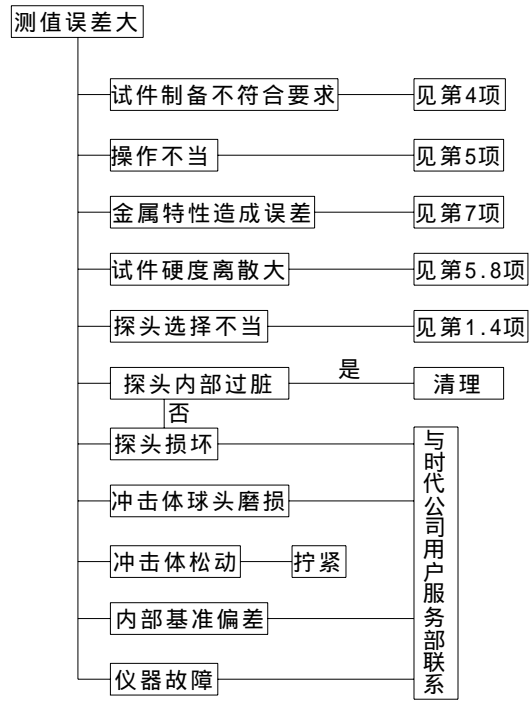 测值误差大
试件制备不符合要求
见第4项
操作不当
见第5项
金属特性造成误差
见第7项
试件硬度离散大
见第5.8项
探头选择不当
见第1.4项
探头内部过脏
是
清理
否
探头损坏
冲击体球头磨损
冲击体松动
拧紧
内部基准偏差
仪器故障
与时代公司用户服务部联系